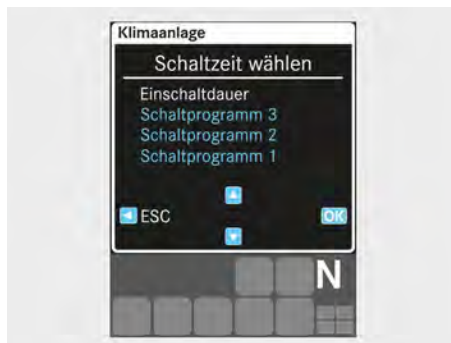 Klimaanlage
Schaltzeit wählen
Einschaltdauer
Schaltprogramm 3
Schaltprogramm 2
Schaltprogramm 1
ESC
OK
N